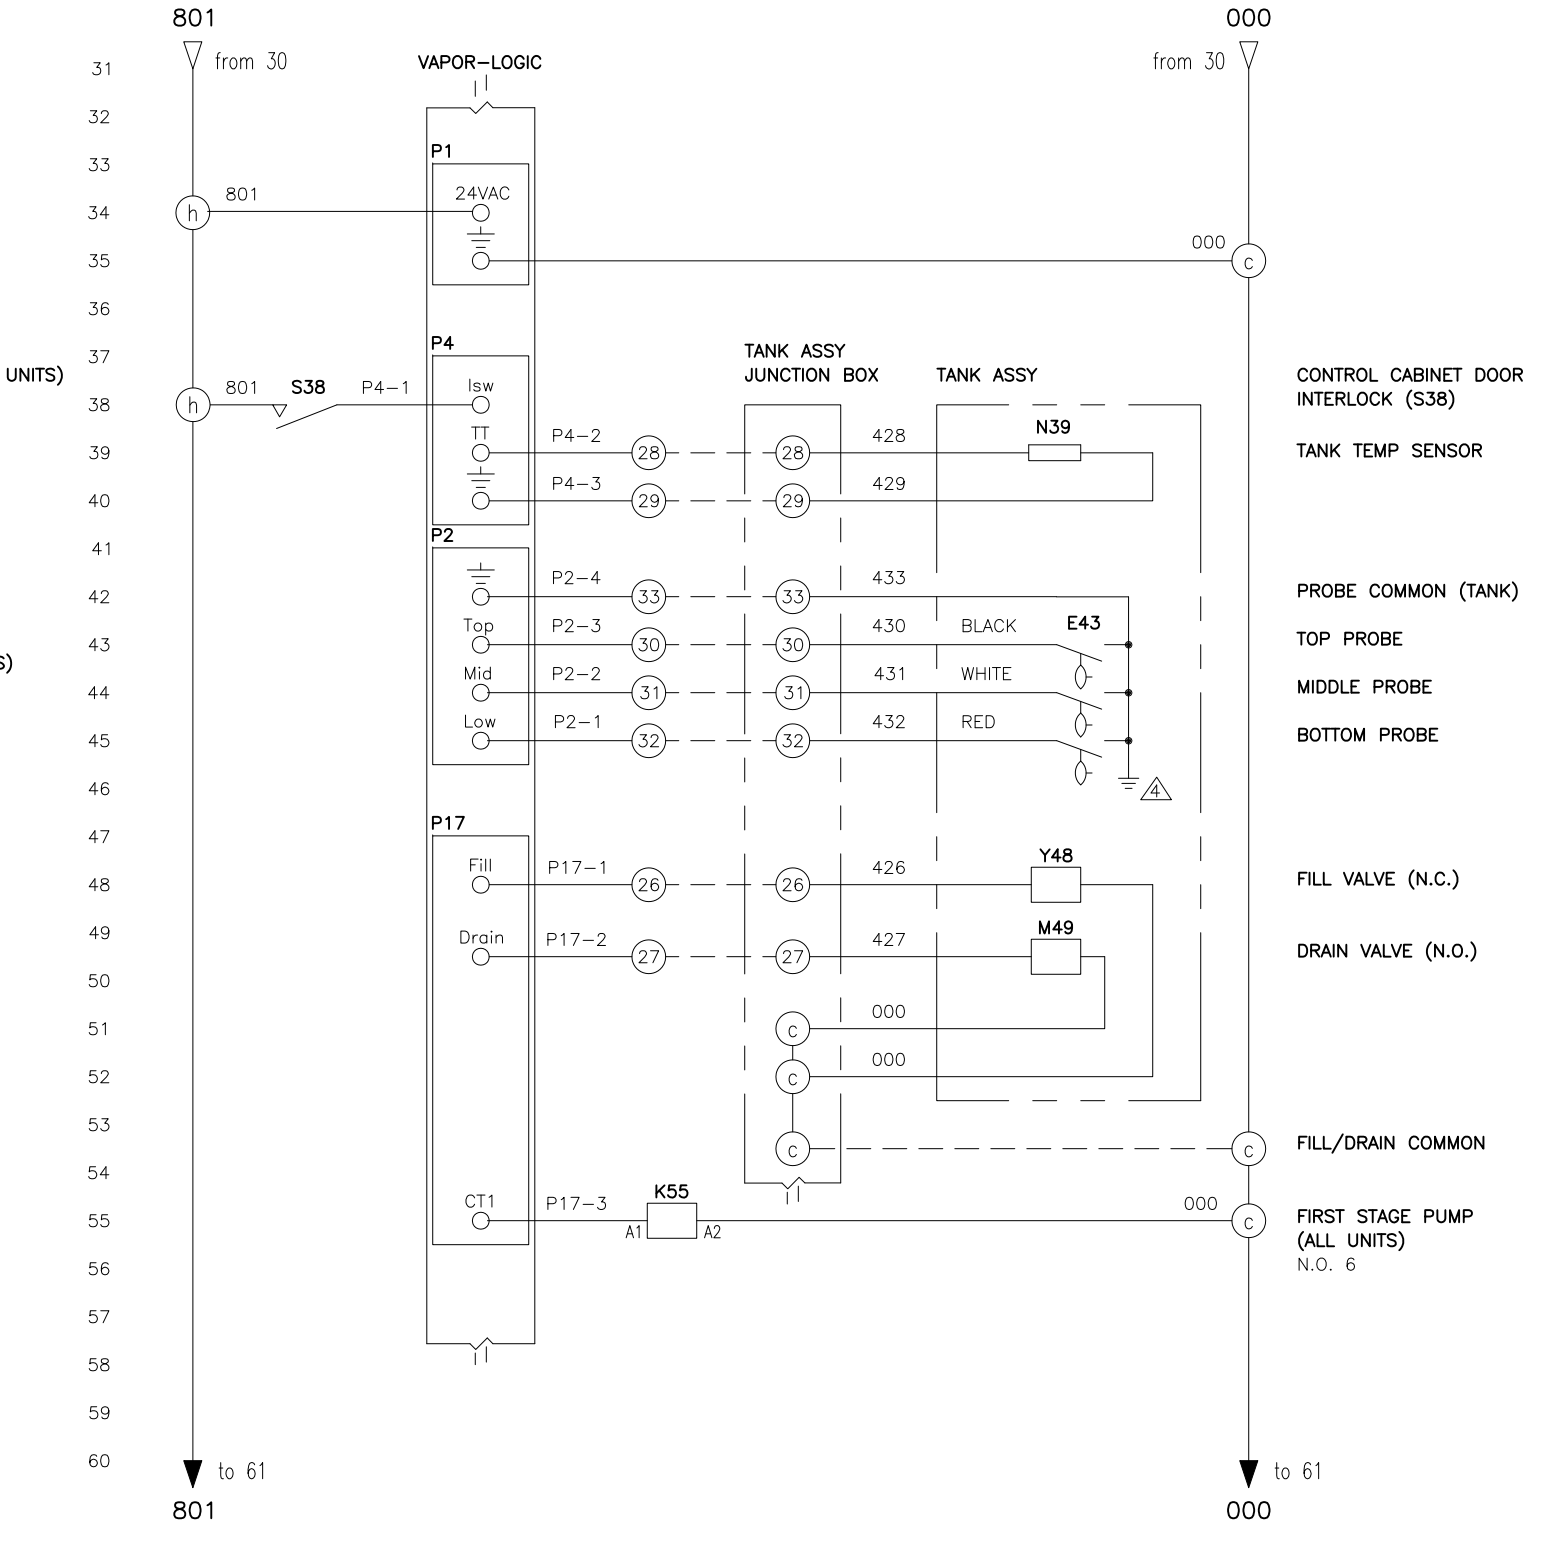 801 000
from 30 from 30
31 VAPOR-LOGIC
32
33 P1
801 24VAC
34 h
000
35 c
36
37 P4 TANK ASSY
UNITS) JUNCTION BOX TANK ASSY CONTROL CABINET DOOR
801 S38 P4-1 Isw
38 h INTERLOCK (S38)
TT P4-2 428 N39
39 28 28 TANK TEMP SENSOR
P4-3 429
40 29 29
41 P2
P2-4 433
42 33 33 PROBE COMMON (TANK)
Top P2-3 430 BLACK E43
43 30 30 TOP PROBE
S) Mid P2-2 431 WHITE
44 31 31 MIDDLE PROBE
Low P2-1 432 RED
45 32 32 BOTTOM PROBE
46 4
47 P17
Fill P17-1 426 Y48
48 26 26 FILL VALVE (N.C.)
49 Drain P17-2 427 M49
27 27 DRAIN VALVE (N.O.)
50
000
51 c
000
52 c
53
c c FILL/DRAIN COMMON
54
CT1 P17-3 K55 000
55 A1 A2 c FIRST STAGE PUMP
(ALL UNITS)
56 N.O. 6
57
58
59
60 to 61 to 61
801 000